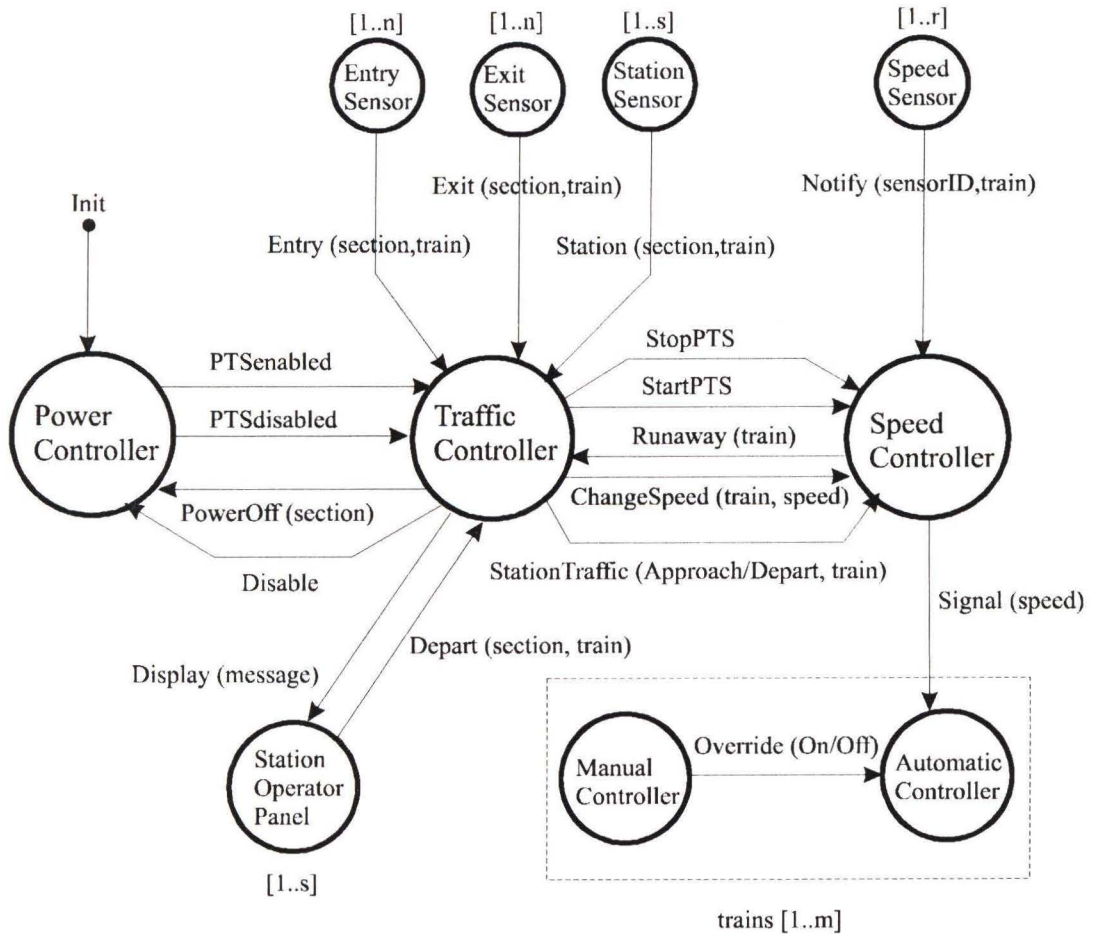 [1..n]
[1..n]
[1..s]
[1..r]
Entry
Sensor
Exit
Sensor
Station
Sensor
Speed
Sensor
Exit (section,train)
Notify (sensorID,train)
Init
Entry (section,train)
Station (section,train)
StopPTS
PTSenabled
StartPTS
Power
Controller
PTSdisabled
Traffic
Controller
Runaway (train)
Speed
Controller
ChangeSpeed (train, speed)
PowerOff (section)
Disable
StationTraffic (Approach/Depart, train)
Signal (speed)
Depart (section, train)
Display (message)
Station
Operator
Panel
Manual
Controller
Override (On/Off)
Automatic
Controller
[1..s]
trains [1..m]